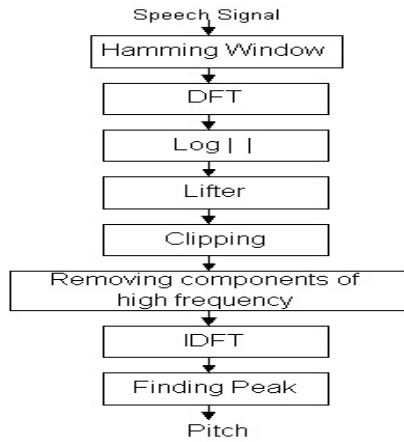 Speech Signal
Hamming Window
DFT
Log | |
Lifter
Clipping
Removing components of
high frequency
IDFT
Finding Peak
Pitch